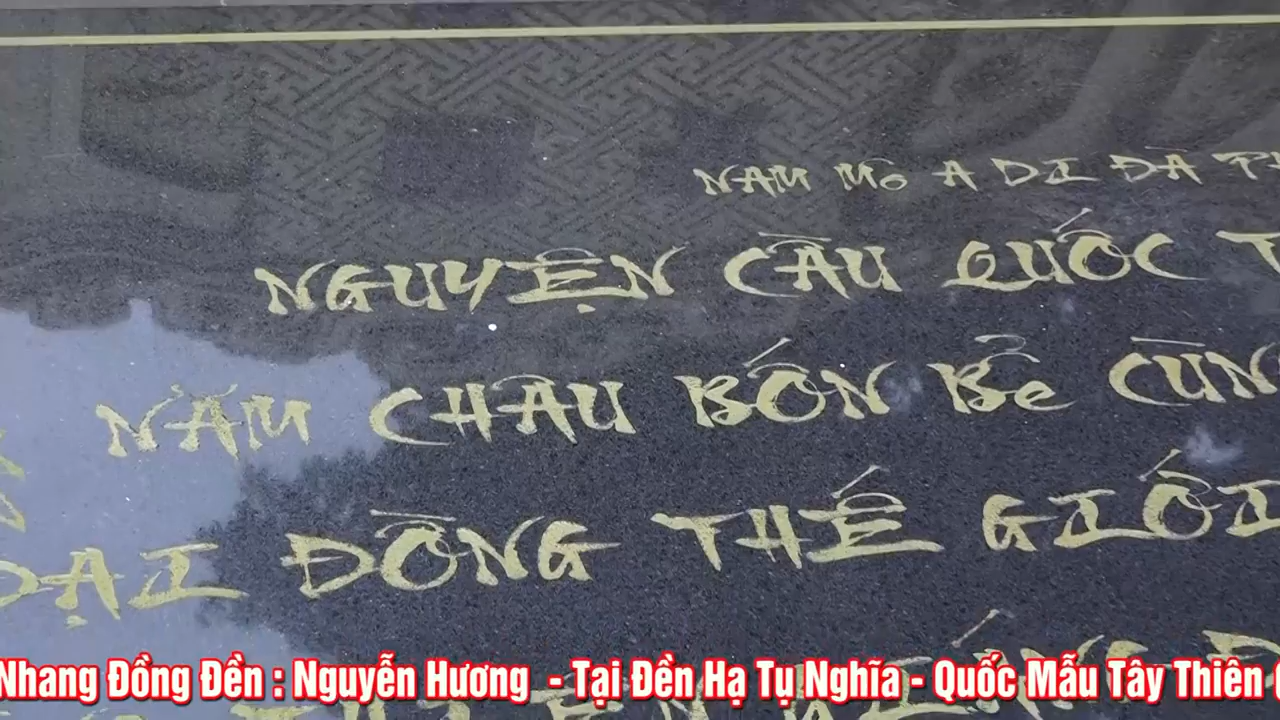 NAM MÔ A DI ĐÀ
NGUYỆN CẦU QUỐC
NĂM CHÂU BỐN BỂ CÙNG
ĐẠI ĐỒNG THẾ GIỚI
Nhang Đồng Đền : Nguyễn Hương - Tại Đền Hạ Tụ Nghĩa - Quốc Mẫu Tây Thiên